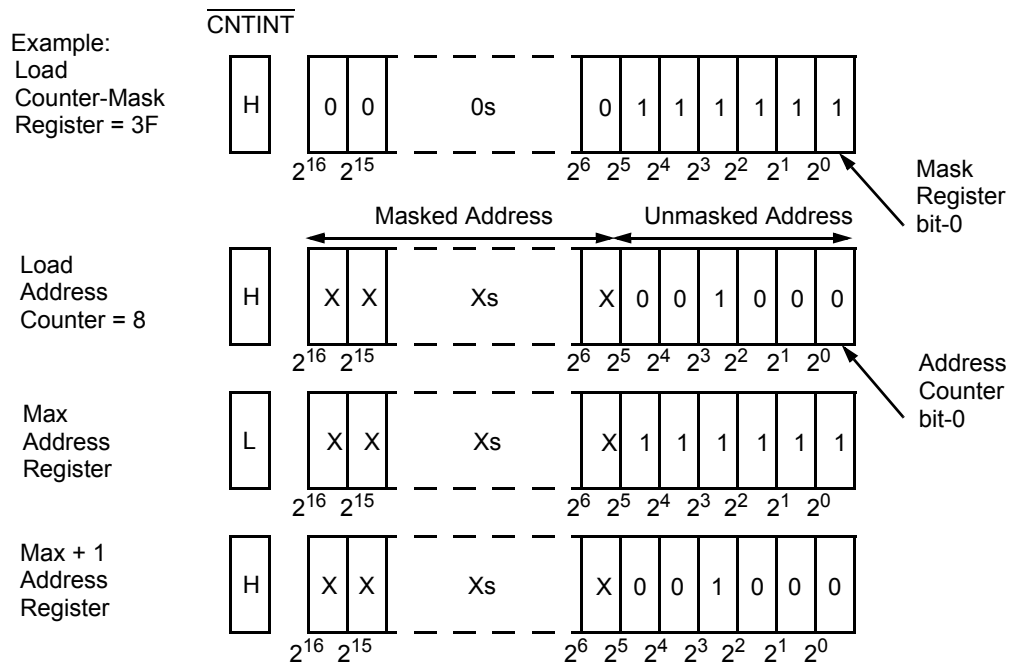 CNTINT
Example:
Load
Counter-Mask
Register = 3F
H
0 0 0s 0 1 1 1 1 1 1
2^16 2^15 2^6 2^5 2^4 2^3 2^2 2^1 2^0
Mask
Register
bit-0
Masked Address Unmasked Address
Load
Address
Counter = 8
H
X X Xs X 0 0 1 0 0 0
2^16 2^15 2^6 2^5 2^4 2^3 2^2 2^1 2^0
Address
Counter
bit-0
Max
Address
Register
L
X X Xs X 1 1 1 1 1 1
2^16 2^15 2^6 2^5 2^4 2^3 2^2 2^1 2^0
Max + 1
Address
Register
H
X X Xs X 0 0 1 0 0 0
2^16 2^15 2^6 2^5 2^4 2^3 2^2 2^1 2^0